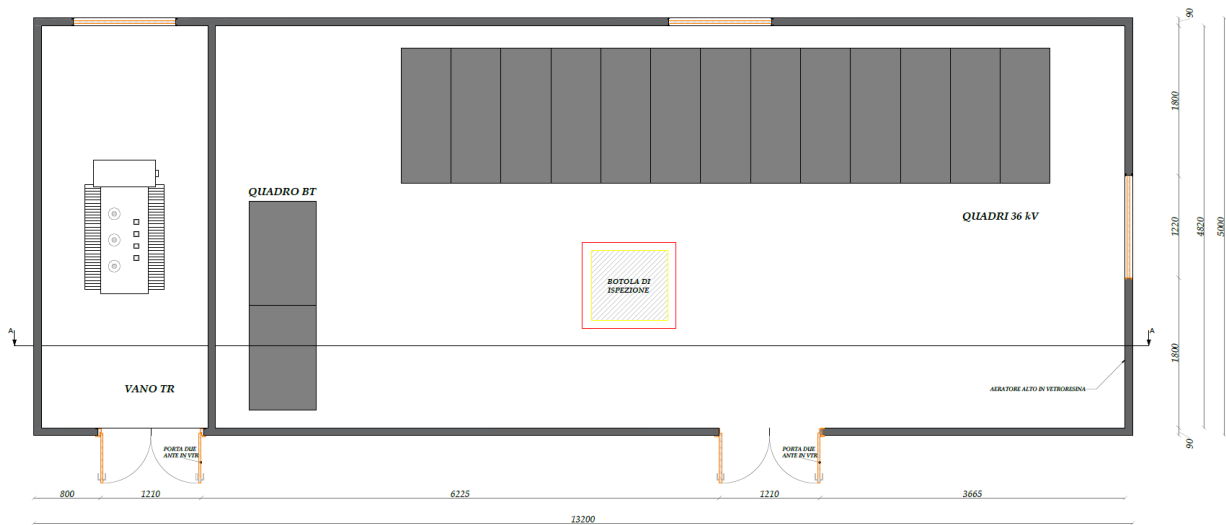 90
QUADRO BT
QUADRI 36 kV
BOTOLA DI
ISPEZIONE
A
A
VANO TR
AERATORE ALTO IN VETRORESINA
PORTA DUE
ANTE IN VTR
PORTA DUE
ANTE IN VTR
1800
1220
4820
5000
1800
90
800
1210
6225
1210
3665
13200